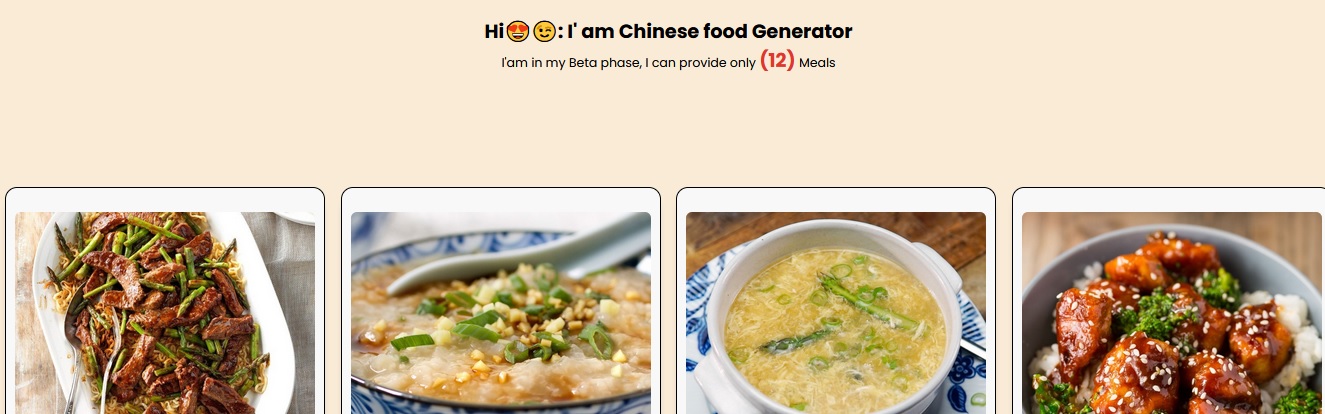 Hi😍😉: I' am Chinese food Generator
I'am in my Beta phase, I can provide only (12) Meals